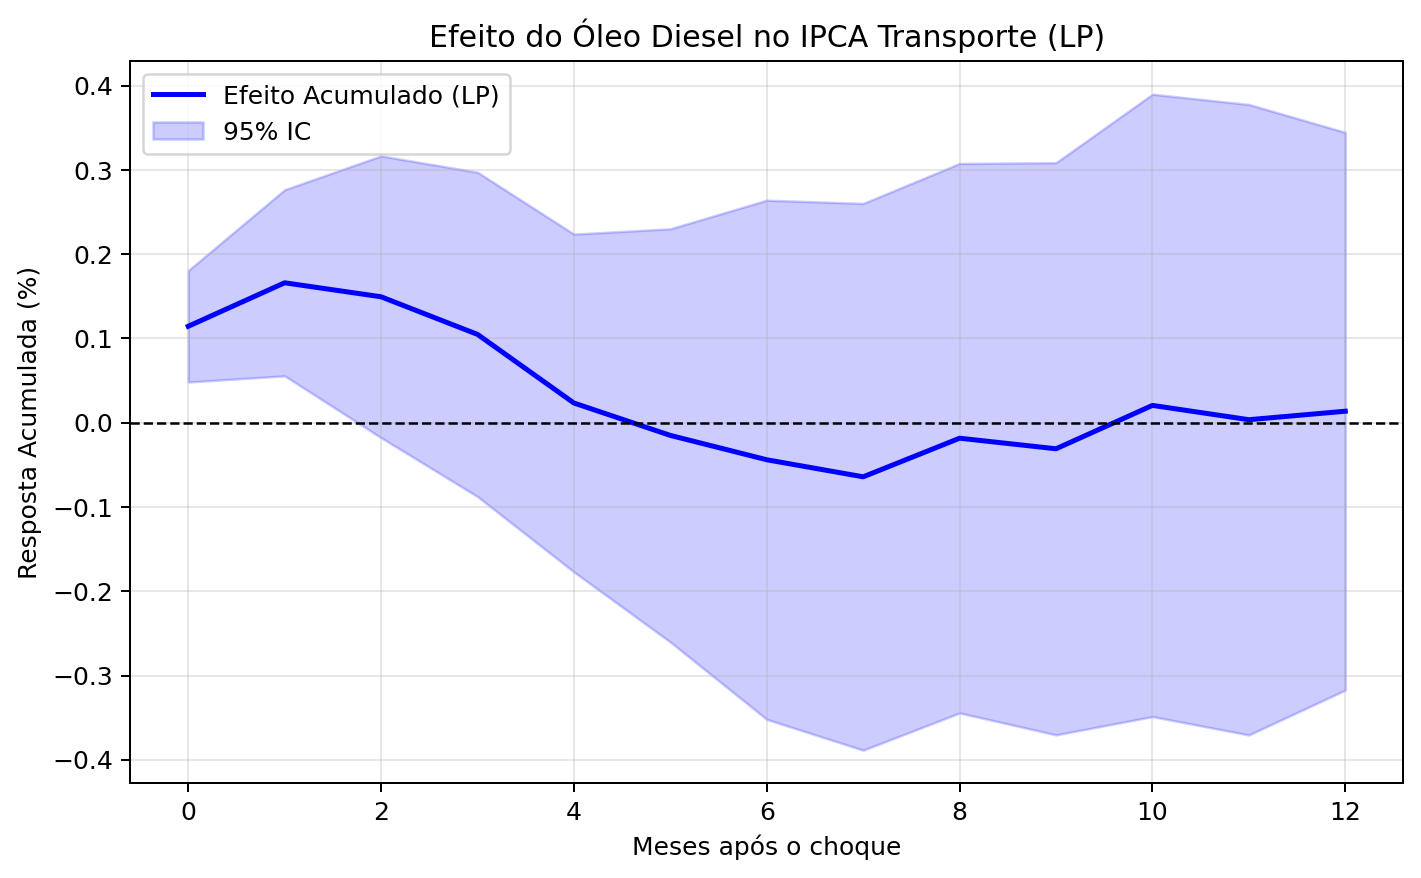 Efeito do Óleo Diesel no IPCA Transporte (LP)
Efeito Acumulado (LP)
95% IC
Resposta Acumulada (%)
0.4
0.3
0.2
0.1
0.0
−0.1
−0.2
−0.3
−0.4
0 2 4 6 8 10 12
Meses após o choque